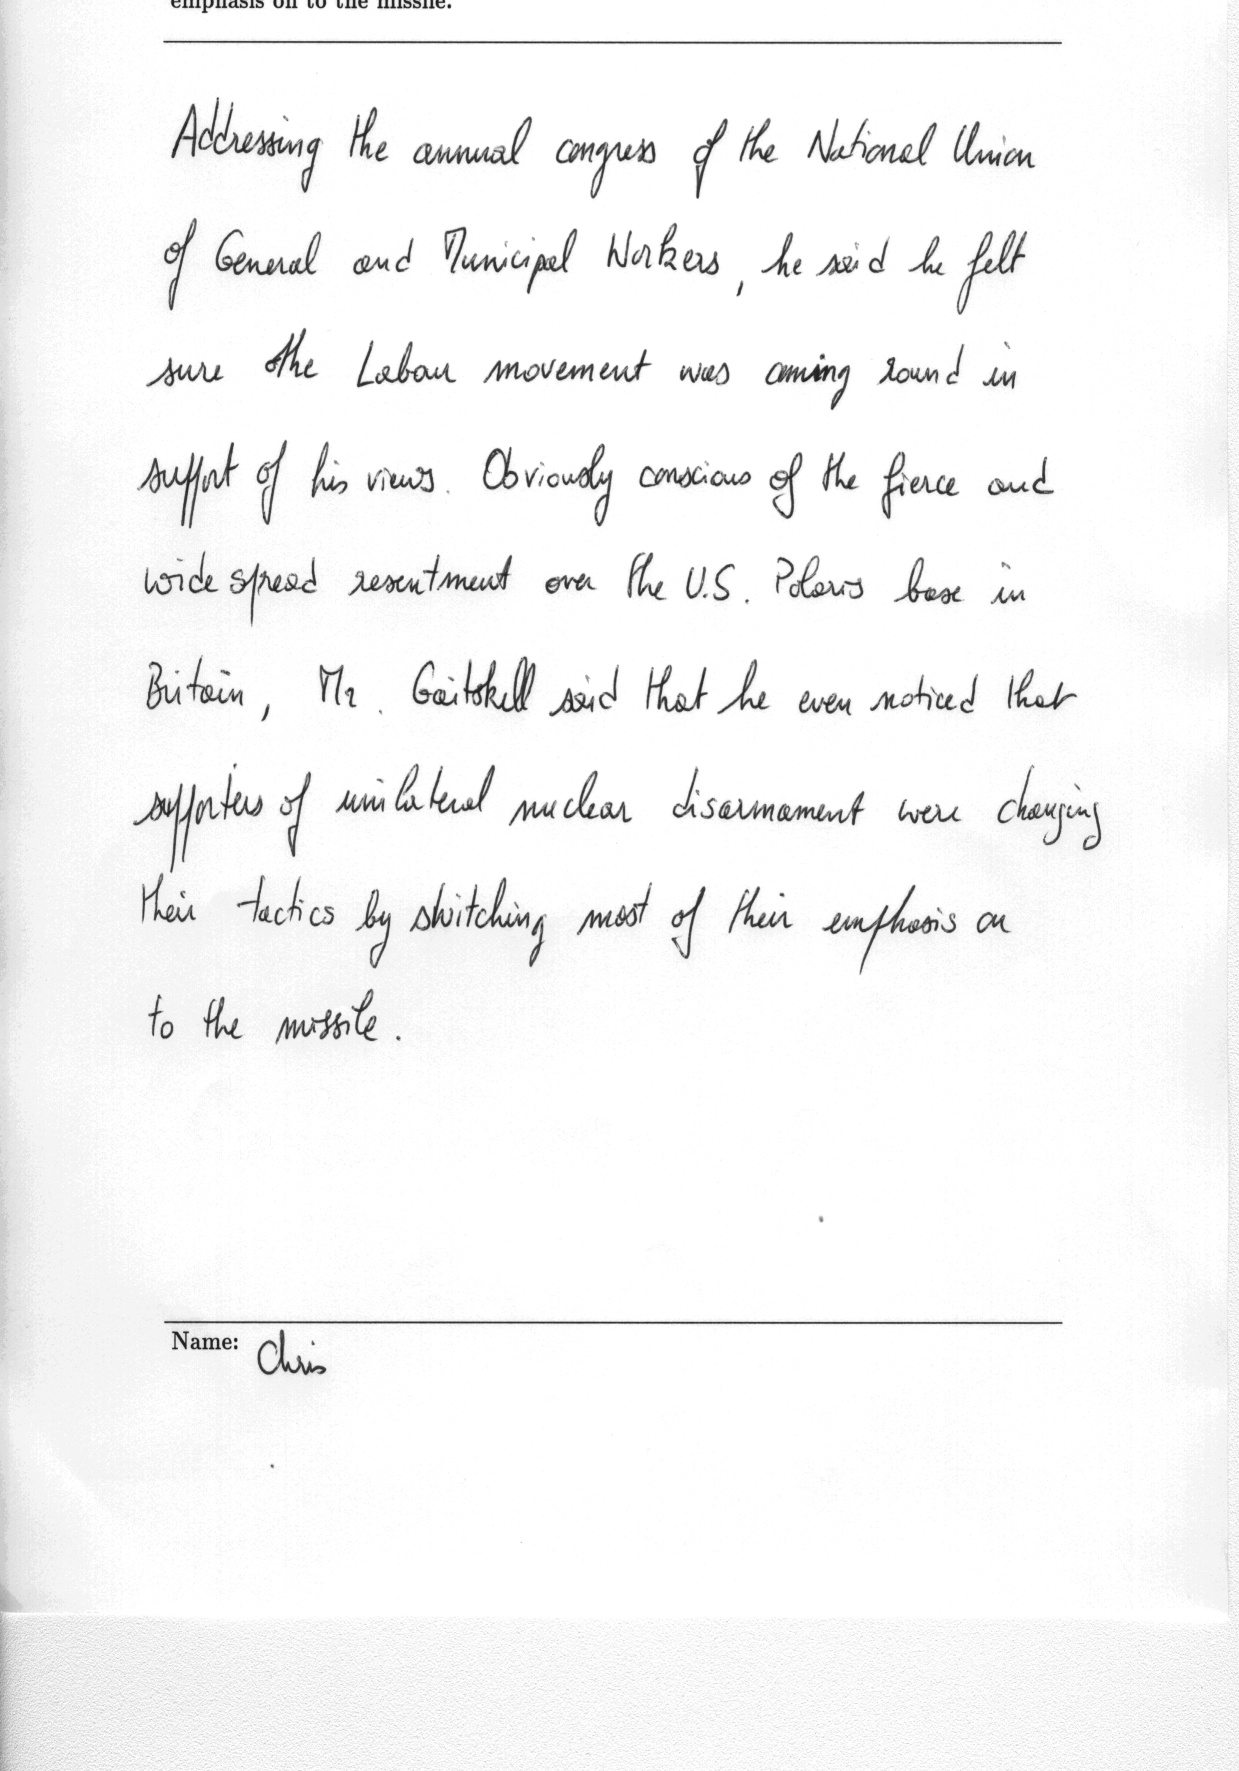 emphasis on to the missile.
Addressing the annual congress of the National Union
of General and Municipal Workers, he said he felt
sure the Labour movement was coming round in
support of his views. Obviously conscious of the fierce and
widespread resentment over the U.S. Polaris base in
Britain, Mr. Gaitskell said that he even noticed that
supporters of unilateral nuclear disarmament were changing
their tactics by switching most of their emphasis on
to the missile.
Name: Chris